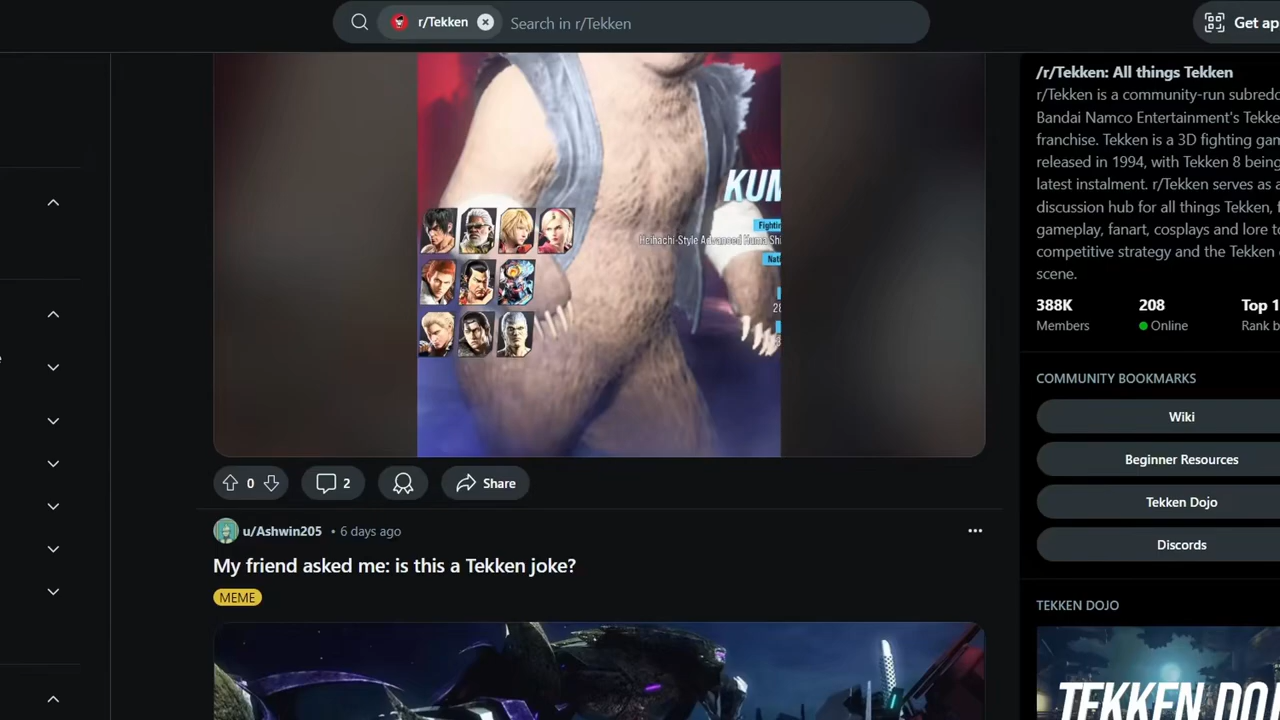 r/Tekken
Search in r/Tekken
Get ap
/r/Tekken: All things Tekken
r/Tekken is a community-run subredd
Bandai Namco Entertainment's Tekke
franchise. Tekken is a 3D fighting gam
released in 1994, with Tekken 8 being
latest instalment. r/Tekken serves as a
discussion hub for all things Tekken, f
gameplay, fanart, cosplays and lore to
competitive strategy and the Tekken e
scene.
388K
208
Top 1
Members
Online
Rank b
COMMUNITY BOOKMARKS
Wiki
Beginner Resources
Tekken Dojo
Discords
TEKKEN DOJO
TEKKEN DOJ
KUM
Fightin
Heihachi-Style Advanced Kuma Shi
Nati
28
0
2
Share
u/Ashwin205 • 6 days ago
My friend asked me: is this a Tekken joke?
MEME